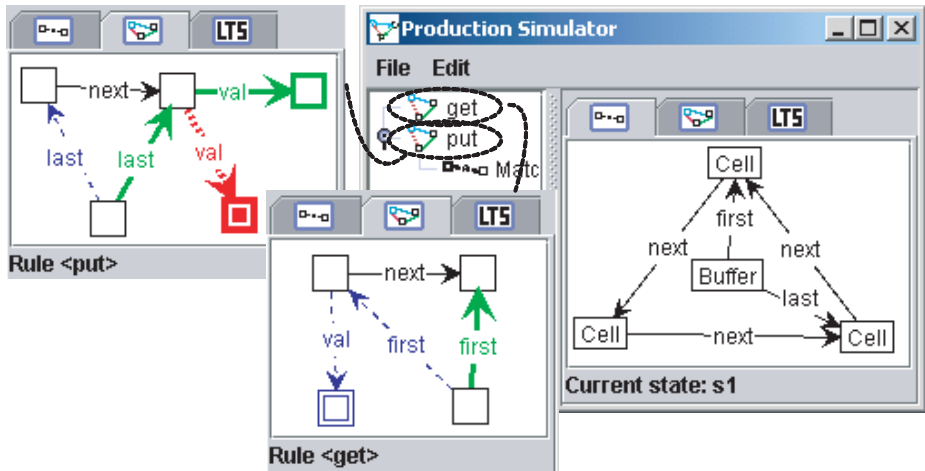 LTS
next
val
last
last
val
Rule <put>
Production Simulator
File Edit
get
put
Matc
LTS
Cell
first
next
next
Buffer
last
Cell
next
Cell
Current state: s1
LTS
next
val
first
first
Rule <get>